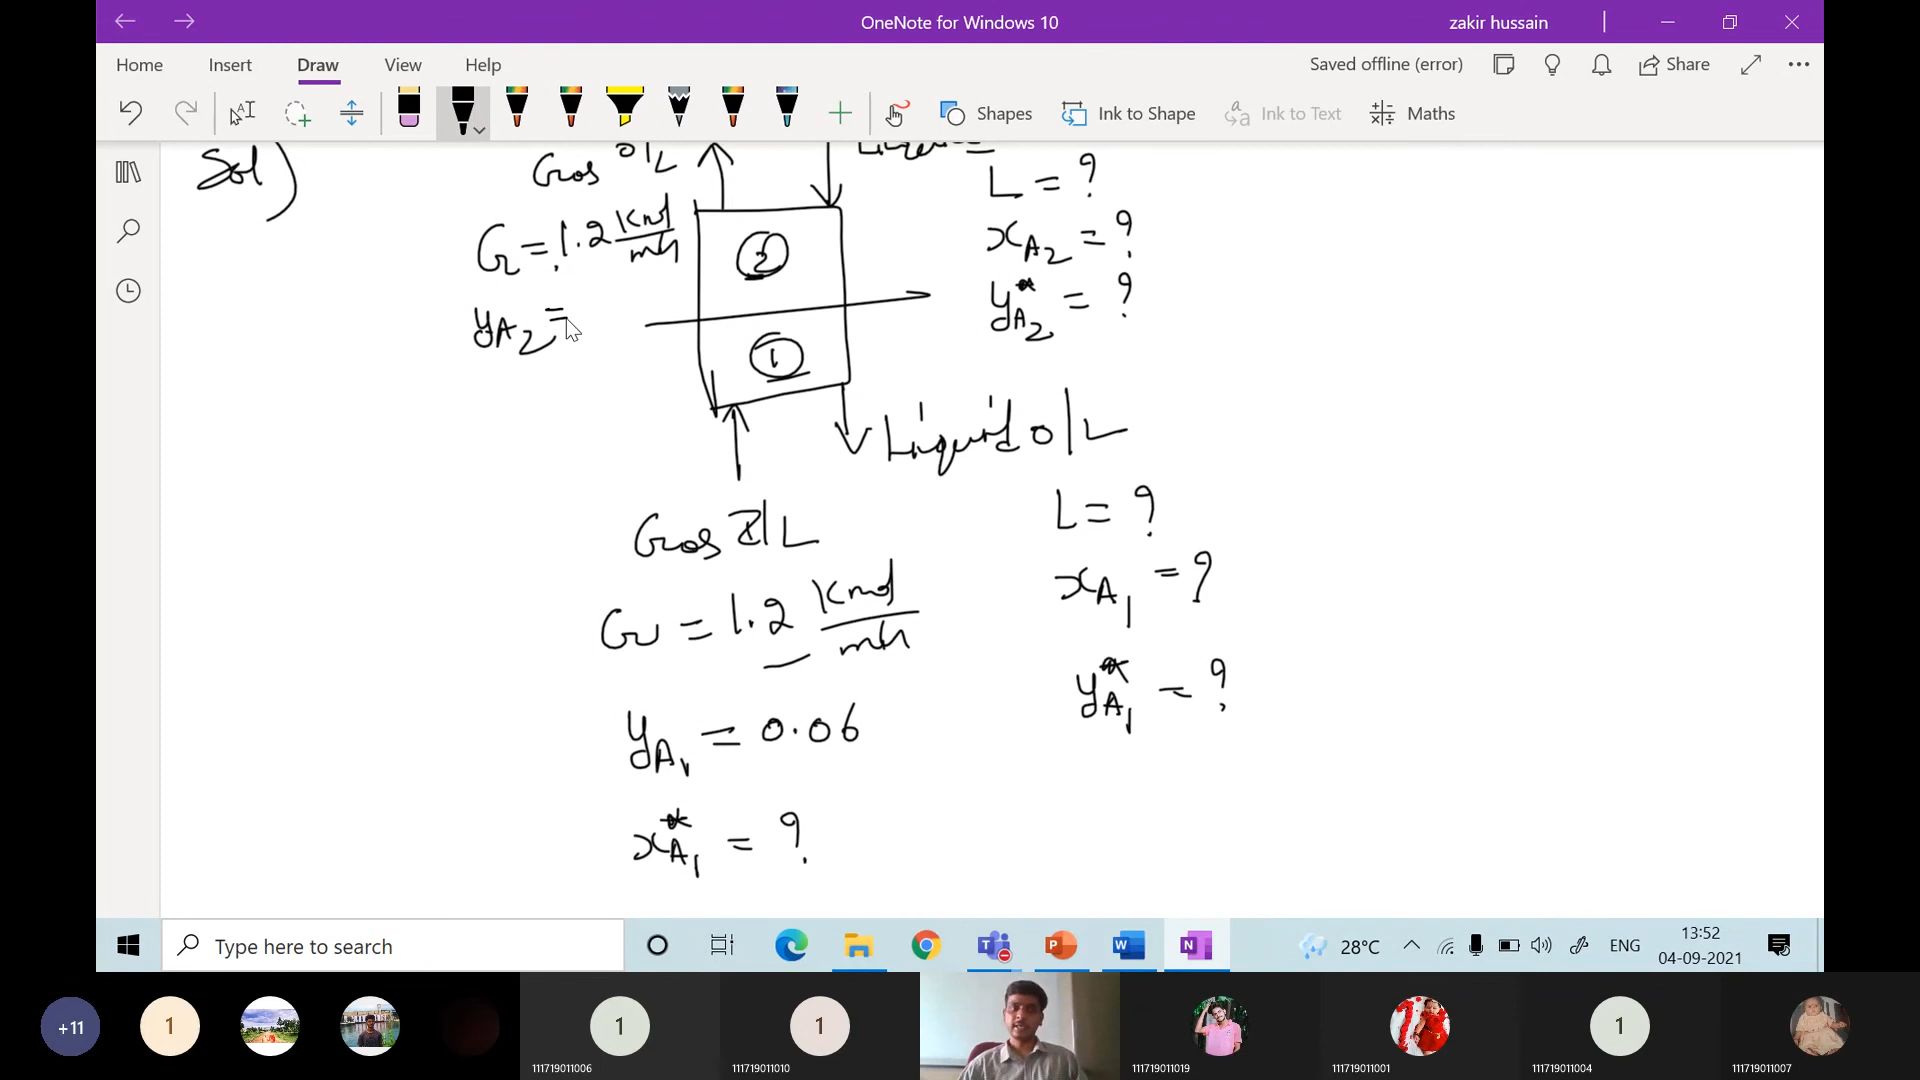 OneNote for Windows 10
zakir hussain
Home Insert Draw View Help
Saved offline (error)
Share
Shapes
Ink to Shape
Ink to Text
Maths
Sol)
Gas o/L
G = 1.2 Kmol/mh
yA2 =
2
1
L = ?
xA2 = ?
y*A2 = ?
Liquid o/L
L = ?
xA1 = ?
y*A1 = ?
Gas I/L
G = 1.2 Kmol/mh
yA1 = 0.06
x*A1 = ?
Type here to search
28°C
ENG
13:52
04-09-2021
+11
1
1
111719011006
1
111719011010
111719011019
111719011001
1
111719011004
111719011007